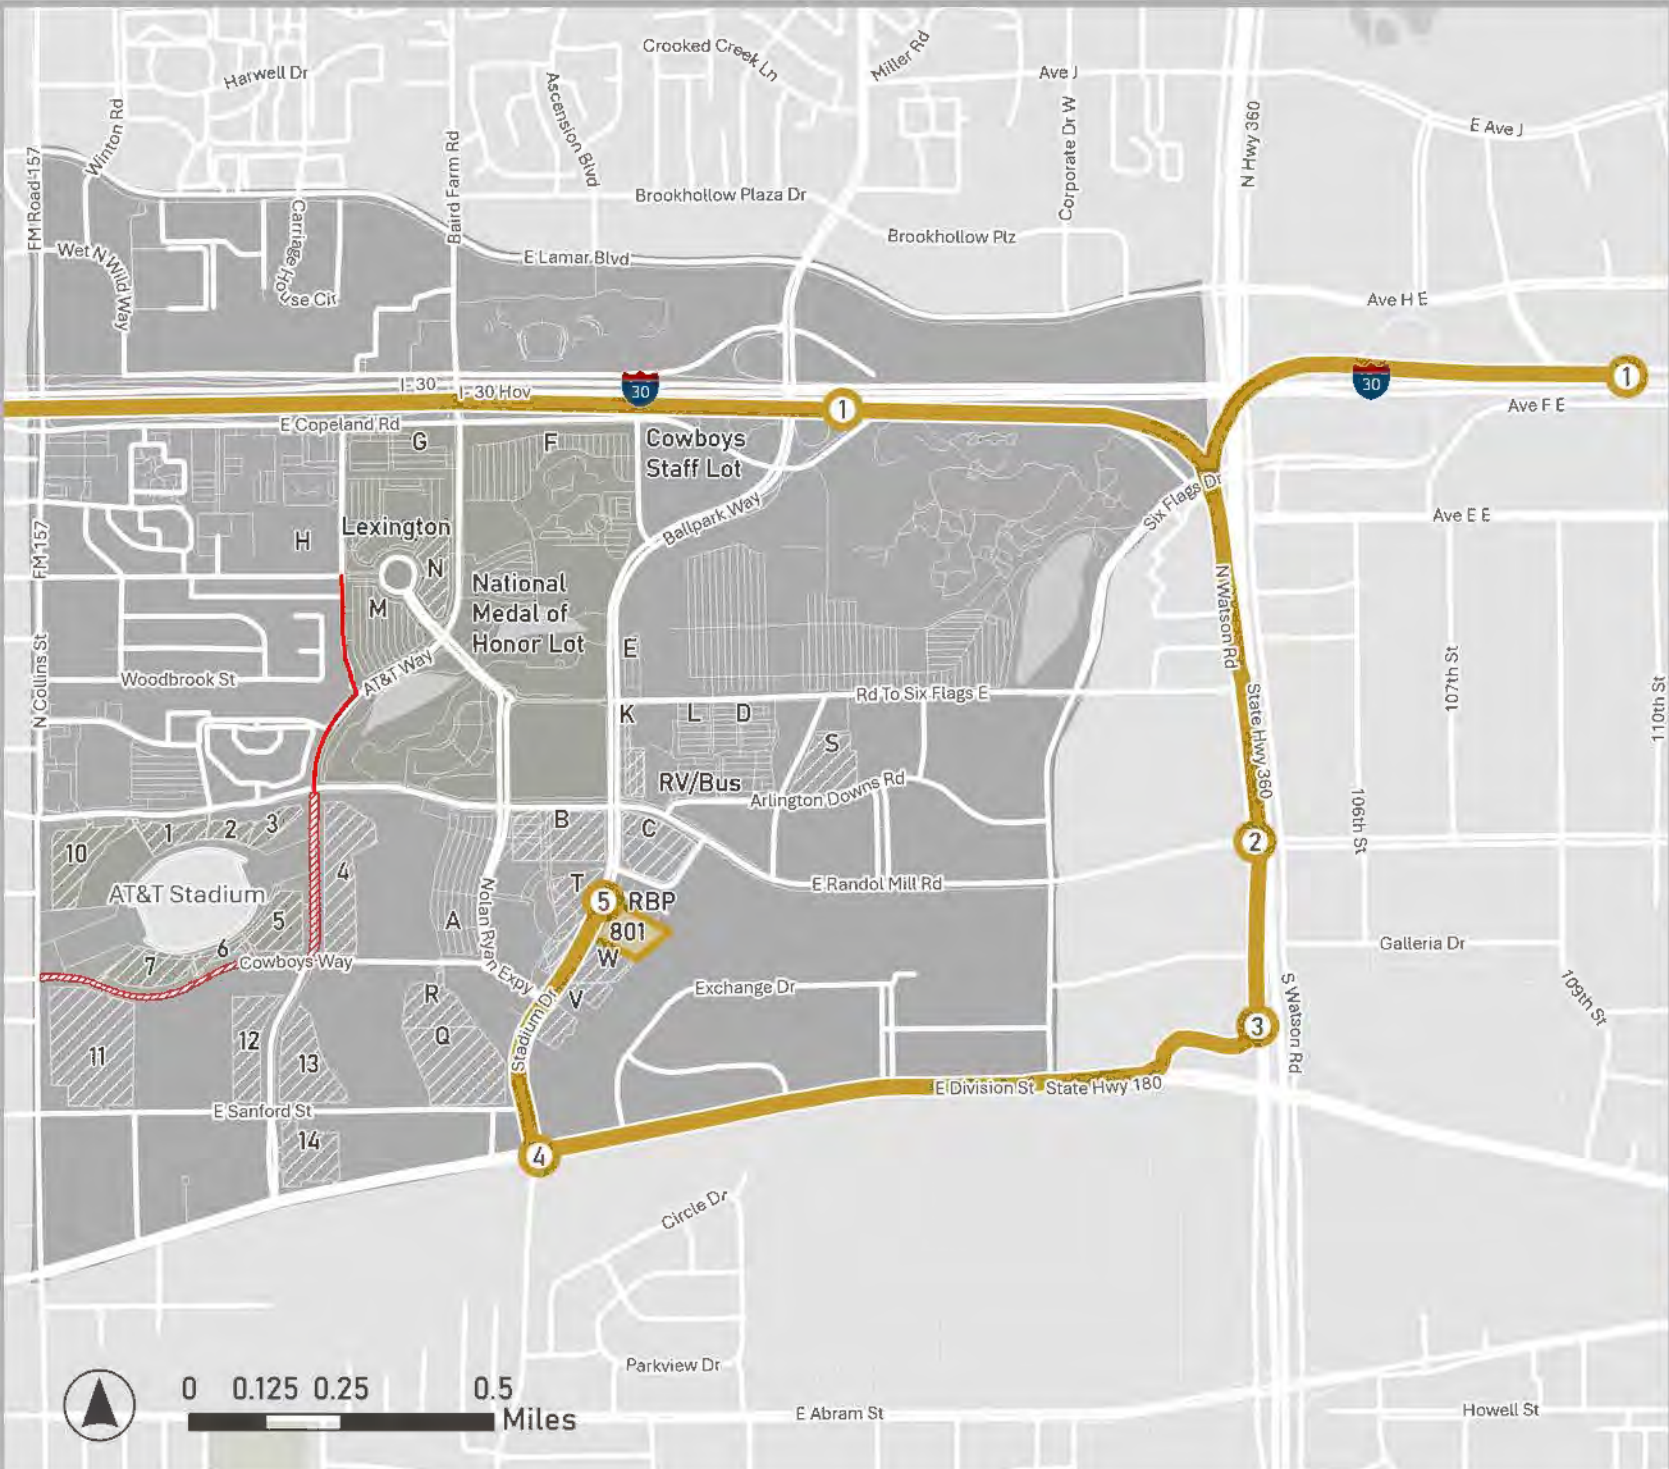 Crooked Creek Ln
Miller Rd
Harwell Dr
Ave J
Ascension Blvd
Winton Rd
Corporate Dr W
N Hwy 360
E Ave J
Baird Farm Rd
FM Road 157
Brookhollow Plaza Dr
Carriage House Cir
Wet N Wild Way
Brookhollow Plz
E Lamar Blvd
Ave H E
I-30
I-30 Hov
30
30
1
1
Ave F E
E Copeland Rd
G
F
Cowboys
Staff Lot
Six Flags Dr
Ballpark Way
Ave E E
Lexington
H
FM 157
N
M
National
Medal of
Honor Lot
N Watson Rd
E
N Collins St
Woodbrook St
AT&T Way
Rd To Six Flags E
State Hwy 360
107th St
110th St
K
L
D
S
RV/Bus
Arlington Downs Rd
106th St
B
C
1
2
3
10
4
2
AT&T Stadium
E Randol Mill Rd
T
5
RBP
801
W
A
Nolan Ryan Expy
5
6
7
Cowboys Way
Galleria Dr
R
V
Exchange Dr
109th St
Q
Stadium Dr
3
S Watson Rd
11
12
13
E Division St
State Hwy 180
E Sanford St
14
4
Circle Dr
Parkview Dr
0 0.125 0.25 0.5
Miles
E Abram St
Howell St